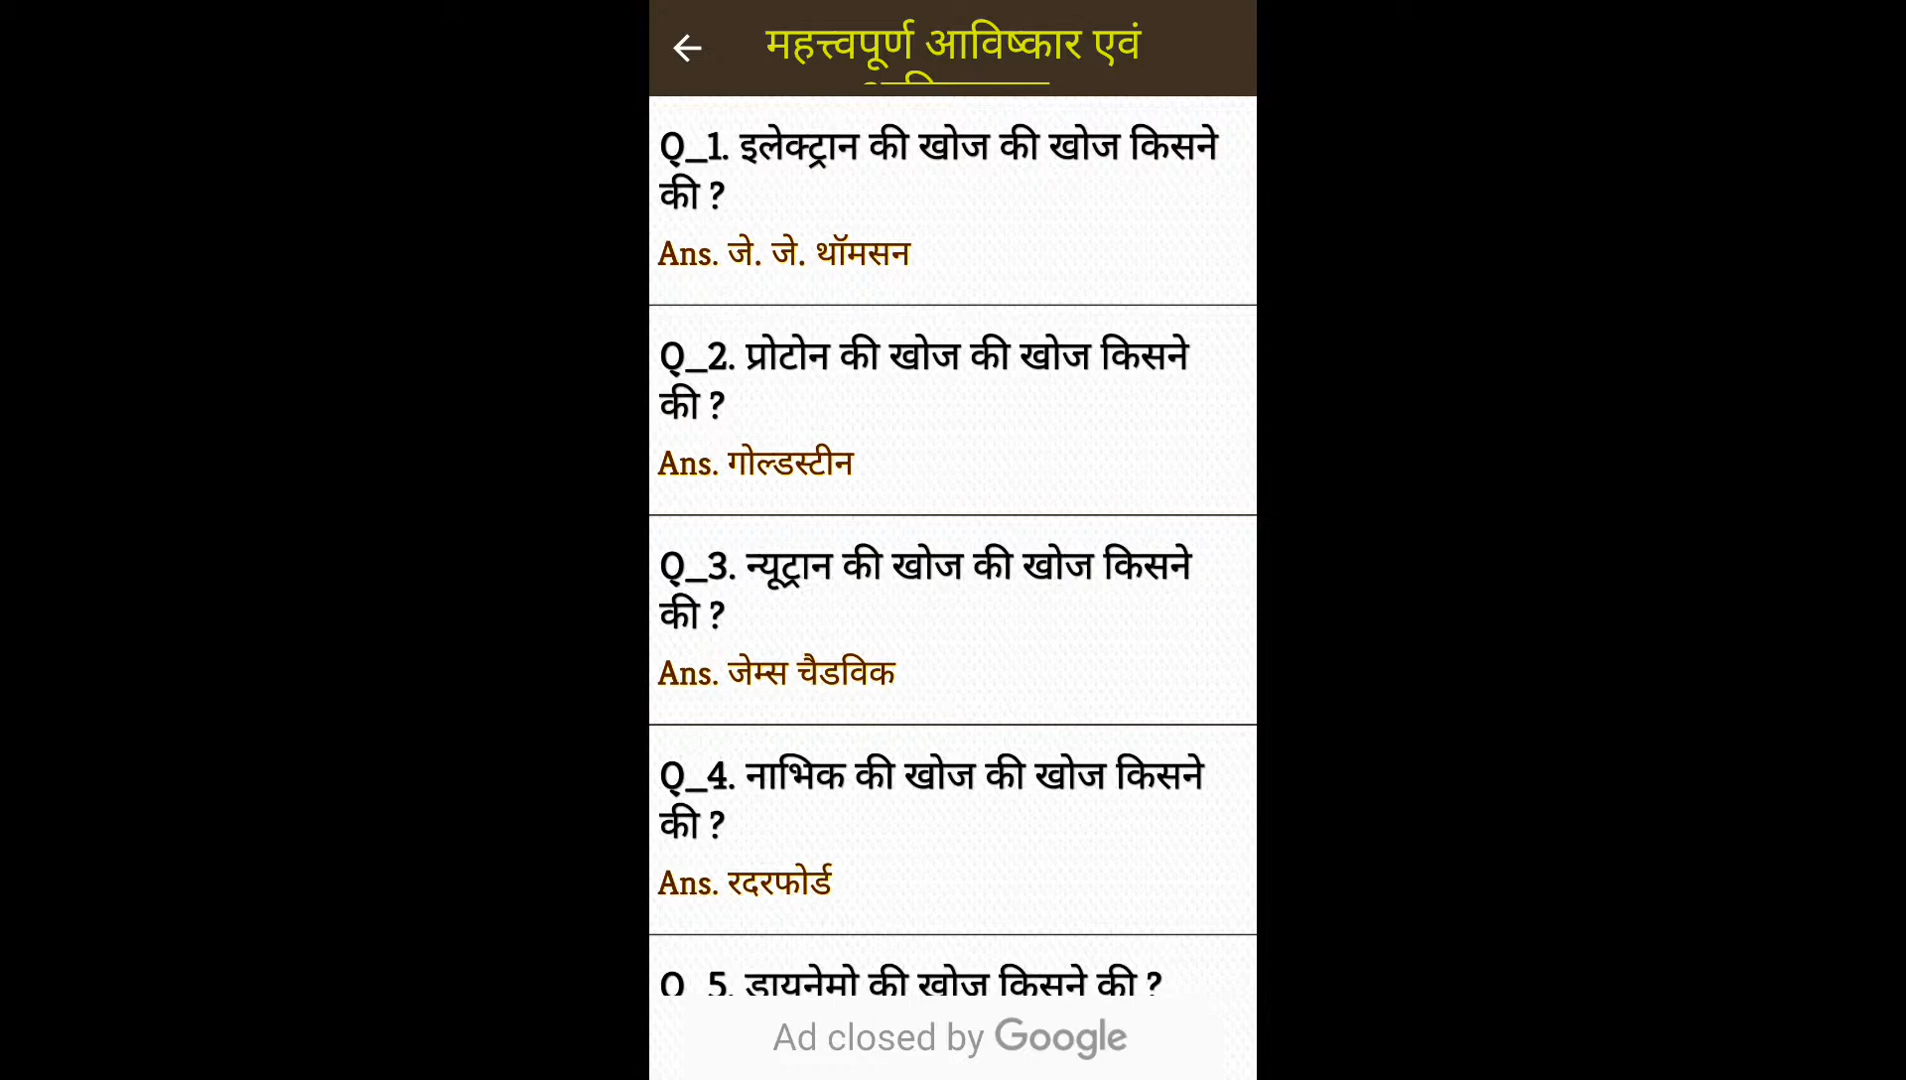 महत्त्वपूर्ण आविष्कार एवं
Q_1. इलेक्ट्रान की खोज की खोज किसने
की ?
Ans. जे. जे. थॉमसन
Q_2. प्रोटोन की खोज की खोज किसने
की ?
Ans. गोल्डस्टीन
Q_3. न्यूट्रान की खोज की खोज किसने
की ?
Ans. जेम्स चैडविक
Q_4. नाभिक की खोज की खोज किसने
की ?
Ans. रदरफोर्ड
Q_5. डायनेमो की खोज किसने की ?
Ad closed by Google